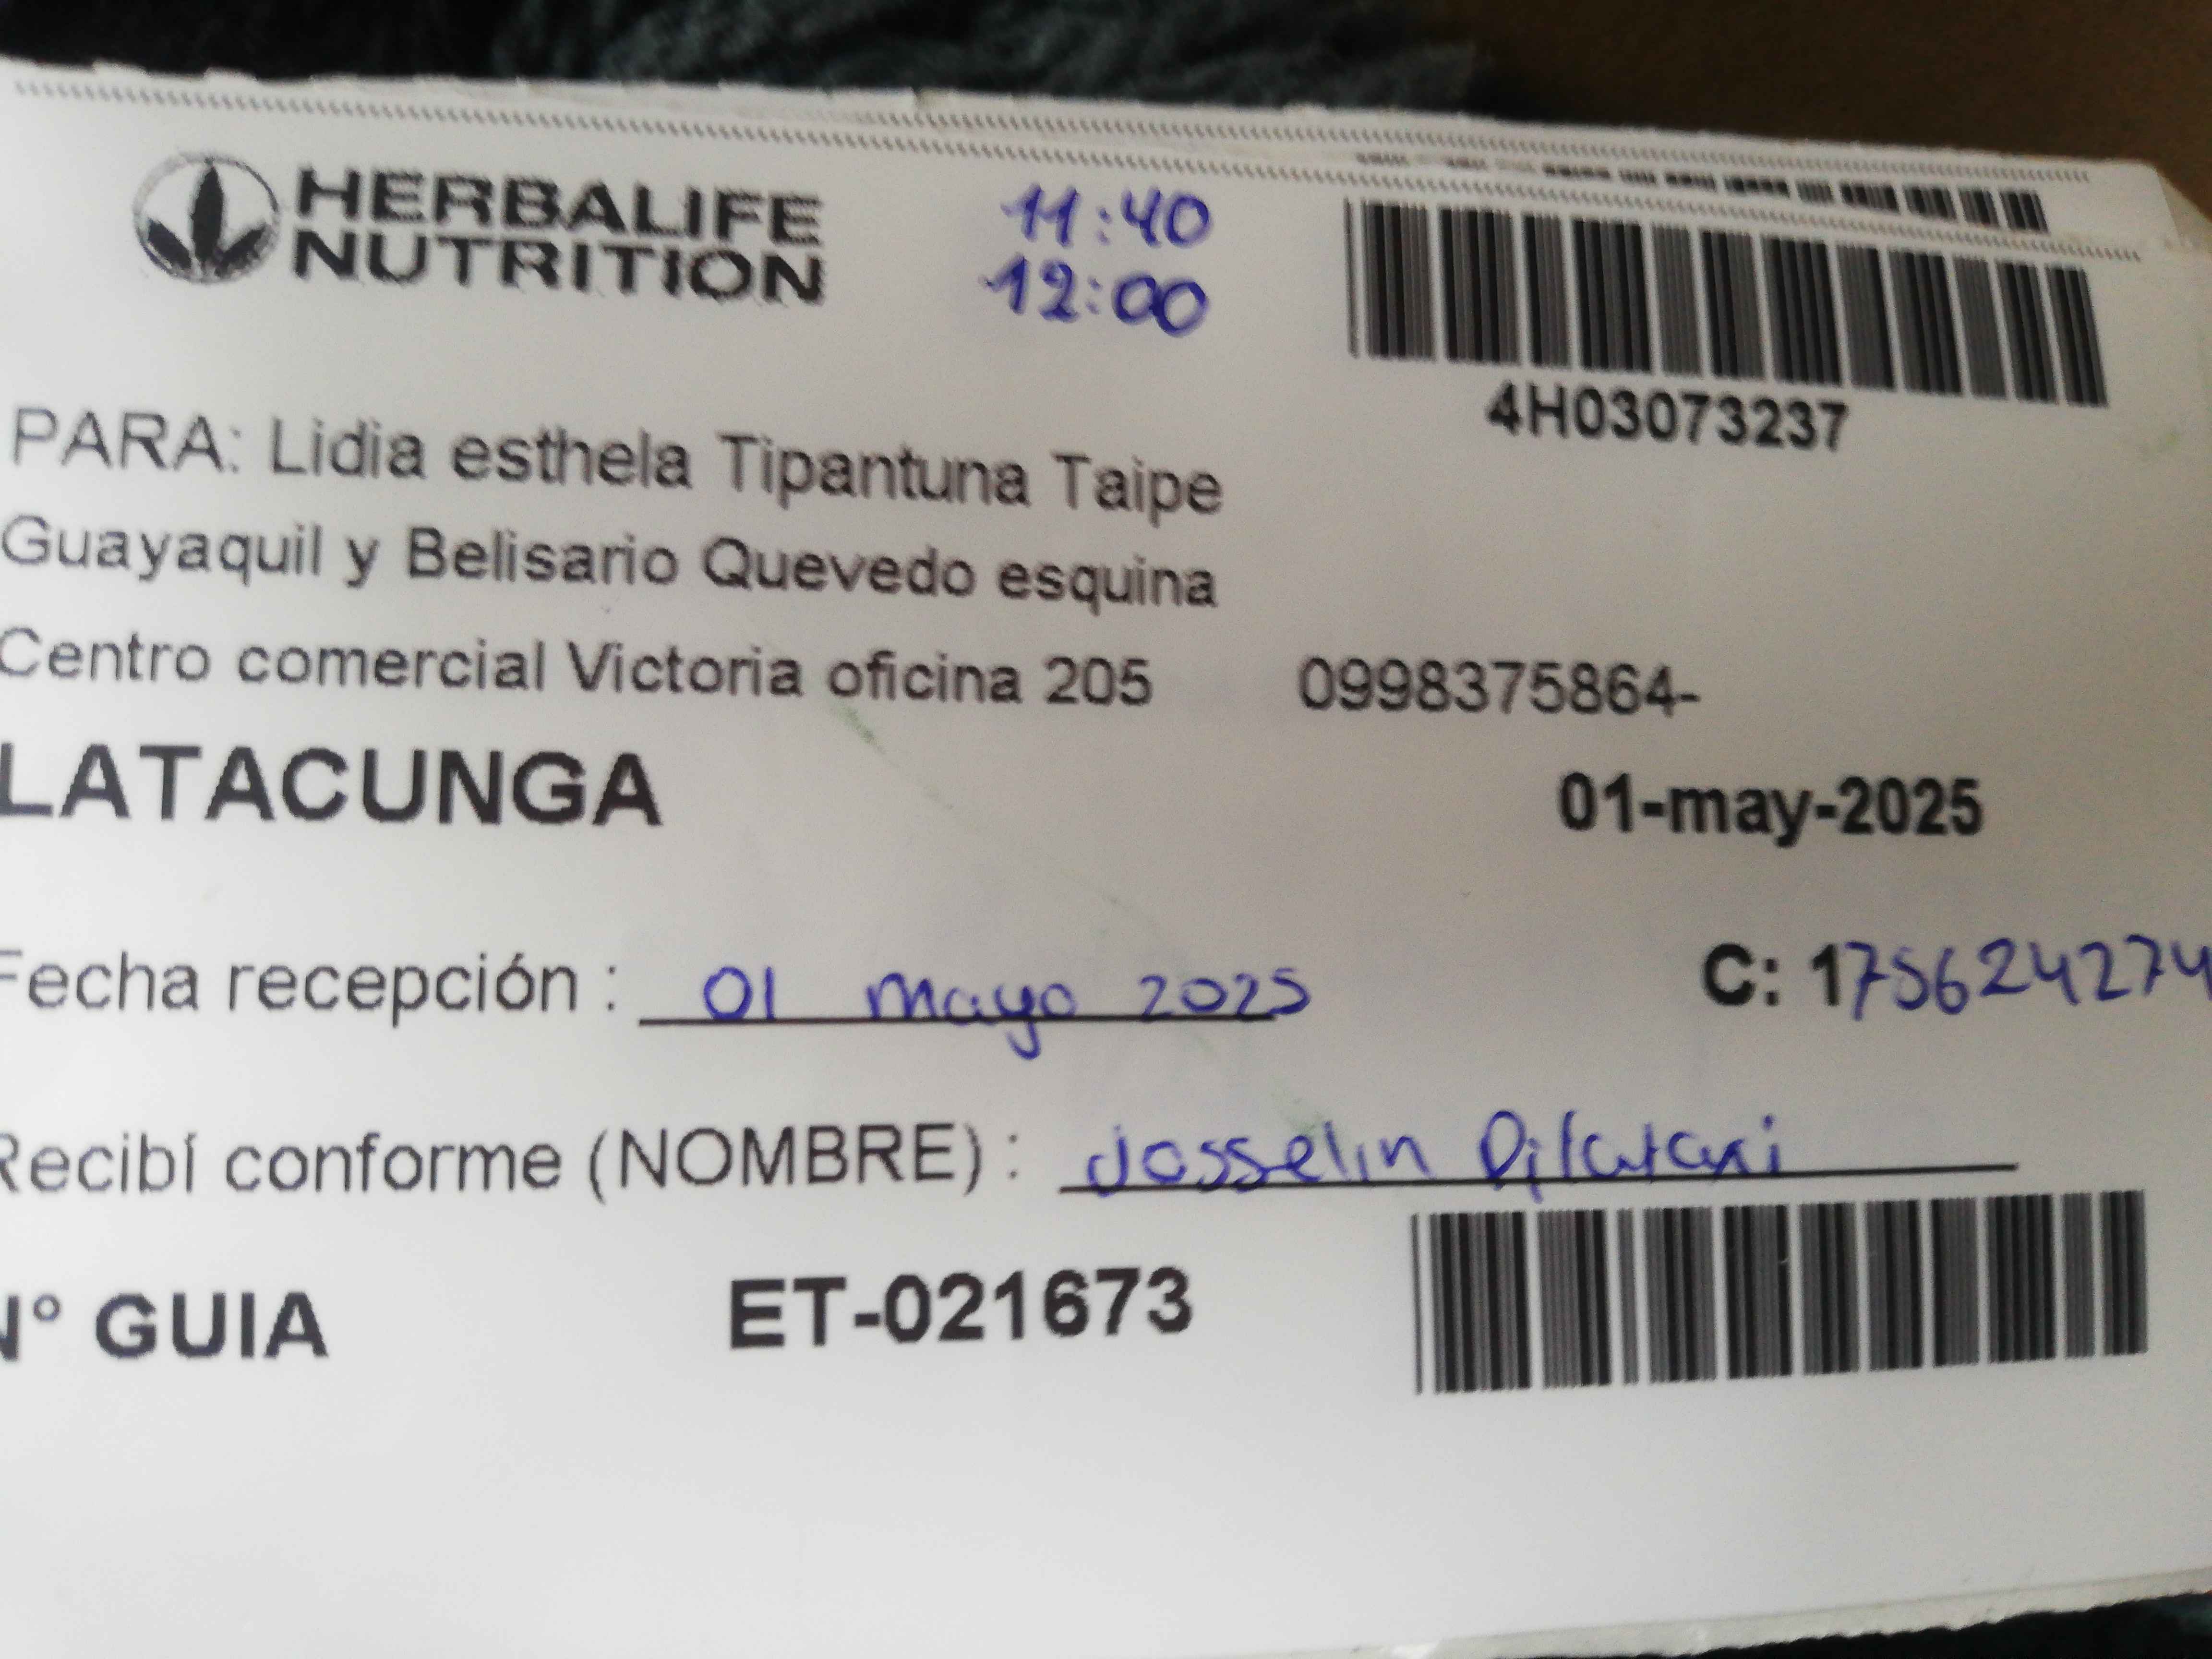 HERBALIFE
NUTRITION
11:40
12:00
4H03073237
PARA: Lidia esthela Tipantuna Taipe
Guayaquil y Belisario Quevedo esquina
Centro comercial Victoria oficina 205 0998375864-
LATACUNGA 01-may-2025
Fecha recepción : 01 mayo 2025 C: 175624274
Recibí conforme (NOMBRE) : Josselin
N° GUIA ET-021673